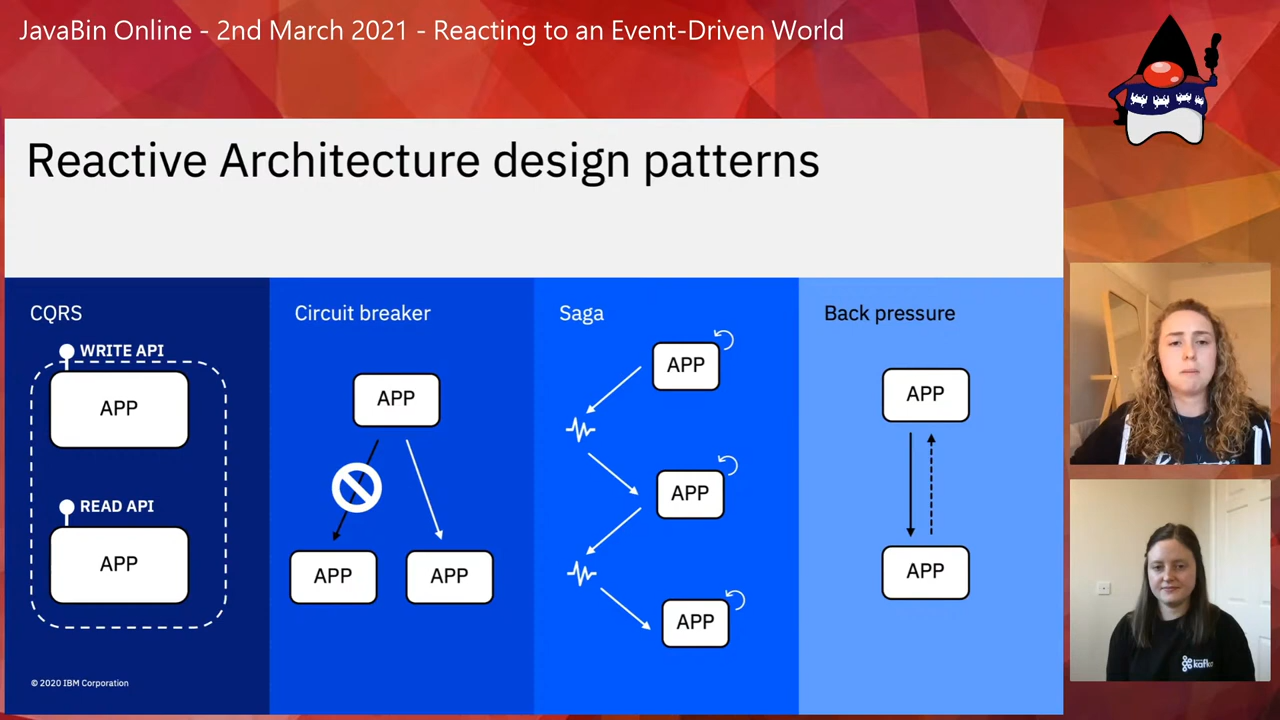 JavaBin Online - 2nd March 2021 - Reacting to an Event-Driven World
Reactive Architecture design patterns
CQRS
WRITE API
APP
READ API
APP
Circuit breaker
APP
APP
APP
Saga
APP
APP
APP
Back pressure
APP
APP
© 2020 IBM Corporation
kafka